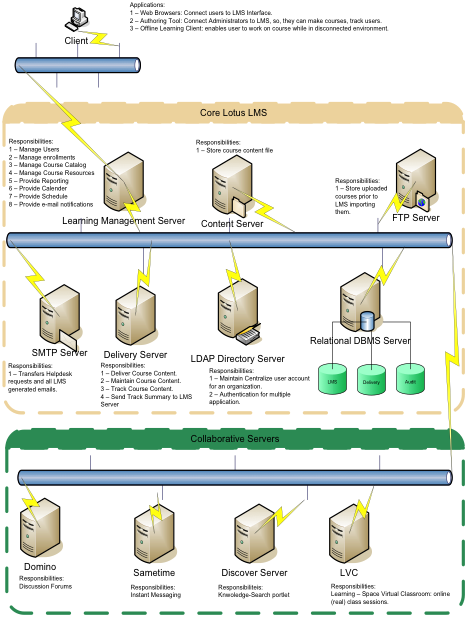 Applications:
1 – Web Browsers: Connect users to LMS Interface.
2 – Authoring Tool: Connect Administrators to LMS, so, they can make courses, track users.
3 – Offline Learning Client: enables user to work on course while in disconnected environment.
Client
Core Lotus LMS
Responsibilities:
1 – Manage Users
2 – Manage enrollments
3 – Manage Course Catalog
4 – Manage Course Resources
5 – Provide Reporting
6 – Provide Calender
7 – Provide Schedule
8 – Provide e-mail notifications
Learning Management Server
Responsibilities:
1 – Store course content file
Content Server
Responsibilities:
1 – Store uploaded
courses prior to
LMS importing
them.
FTP Server
SMTP Server
Responsibilities:
1 – Transfers Helpdesk
requests and all LMS
generated emails.
Delivery Server
Responsibilities:
1 – Deliver Course Content.
2 – Maintain Course Content.
3 – Track Course Content.
4 – Send Track Summary to LMS
Server
LDAP Directory Server
Responsibilities:
1 – Maintain Centralize user account
for an organization.
2 – Authentication for multiple
application.
Relational DBMS Server
LMS
Delivery
Audit
Collaborative Servers
Domino
Responsibilities:
Discussion Forums
Sametime
Responsibilities:
Instant Messaging
Discover Server
Responsibilities:
Knwoledge-Search portlet
LVC
Responsibilities:
Learning – Space Virtual Classroom: online
(real) class sessions.